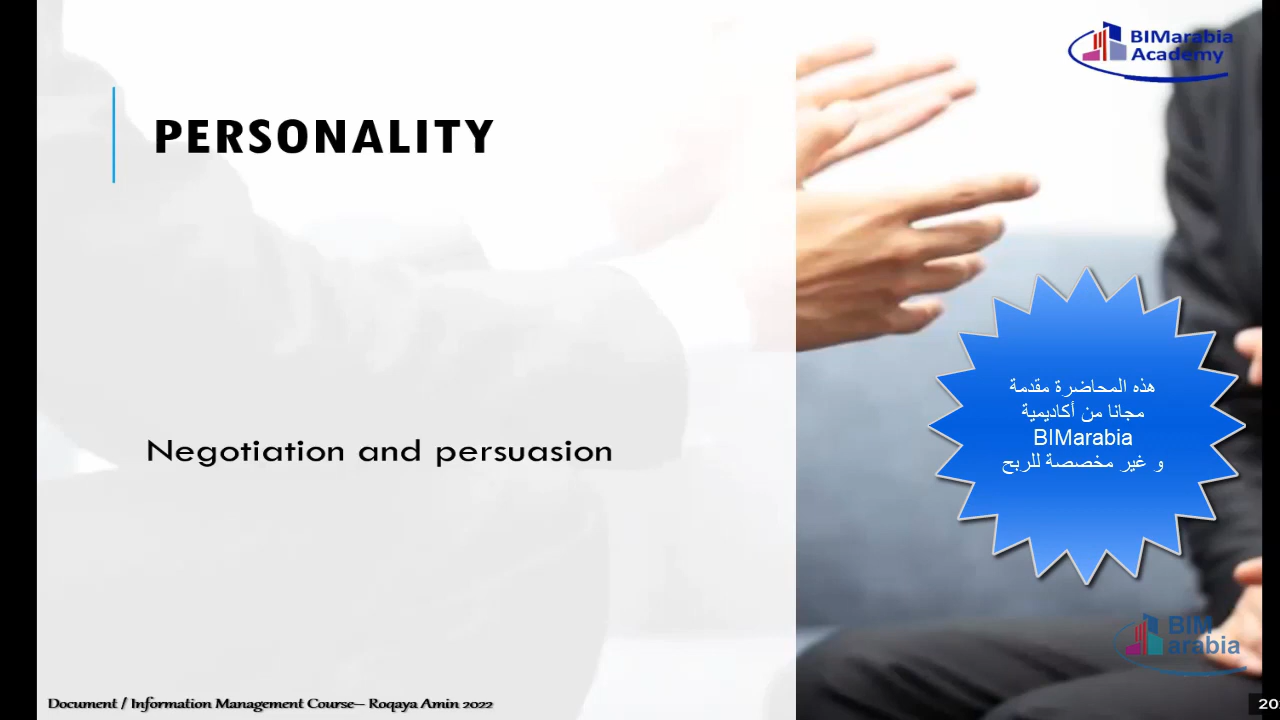 BIMarabia
Academy
PERSONALITY
Negotiation and persuasion
هذه المحاضرة مقدمة
مجانا من أكاديمية
BIMarabia
و غير مخصصة للربح
BIM
arabia
Document / Information Management Course– Roqaya Amin 2022
20